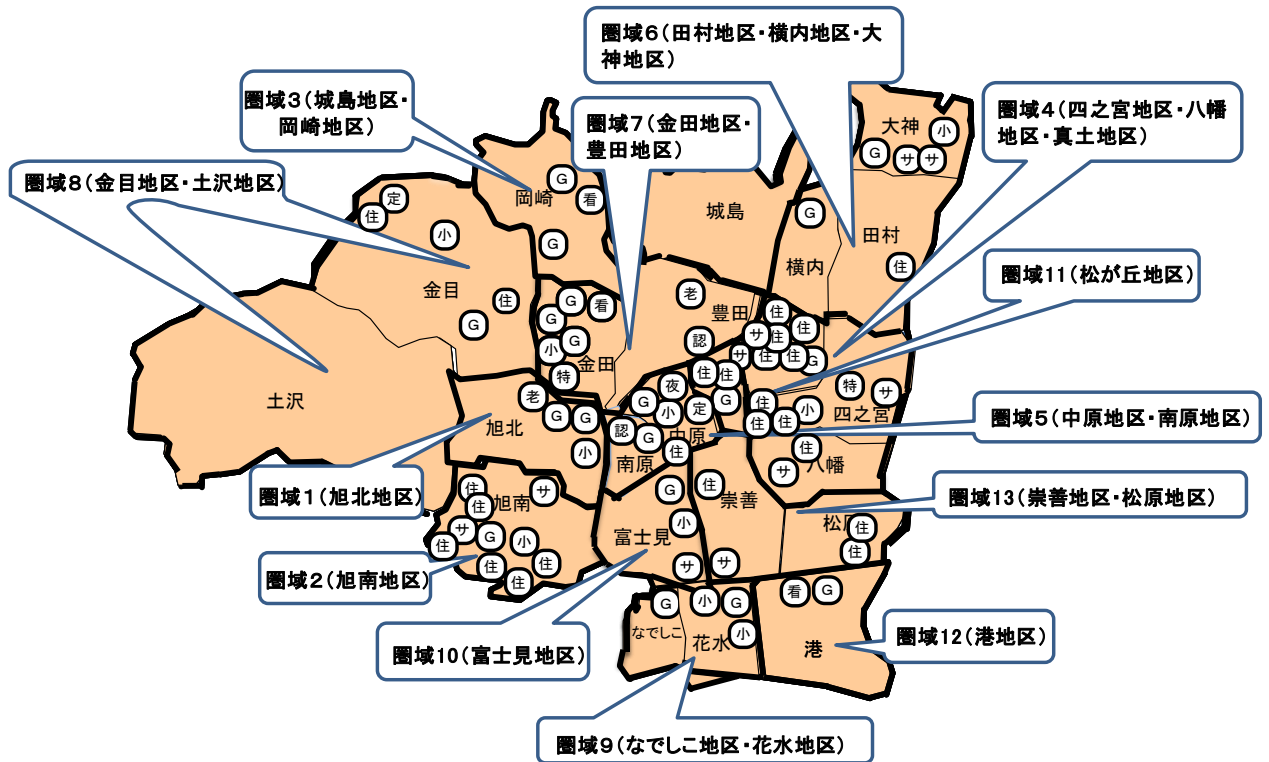 圏域6(田村地区・横内地区・大
神地区)
圏域3(城島地区・
岡崎地区)
圏域7(金田地区・
豊田地区)
圏域4(四之宮地区・八幡
地区・真土地区)
圏域8(金目地区・土沢地区)
圏域11(松が丘地区)
圏域5(中原地区・南原地区)
圏域1(旭北地区)
圏域13(崇善地区・松原地区)
圏域2(旭南地区)
圏域12(港地区)
圏域10(富士見地区)
圏域9(なでしこ地区・花水地区)
大神
小
G
サ
サ
岡崎
G
看
G
城島
横内
G
田村
住
金目
定
住
小
住
G
土沢
豊田
老
認
金田
G
看
G
G
小
特
住
サ
住
住
サ
住
住
G
特
サ
四之宮
住
住
住
小
住
サ
八幡
住
住
G
定
中原
夜
G
小
認
G
住
南原
旭北
老
G
G
小
旭南
住
住
サ
サ
住
G
小
住
住
住
富士見
G
小
サ
崇善
住
サ
松
住
住
なでしこ
G
花水
小
G
小
港
看
G